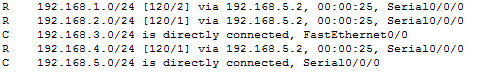 R 192.168.1.0/24 [120/2] via 192.168.5.2, 00:00:25, Serial0/0/0
R 192.168.2.0/24 [120/1] via 192.168.5.2, 00:00:25, Serial0/0/0
C 192.168.3.0/24 is directly connected, FastEthernet0/0
R 192.168.4.0/24 [120/1] via 192.168.5.2, 00:00:25, Serial0/0/0
C 192.168.5.0/24 is directly connected, Serial0/0/0